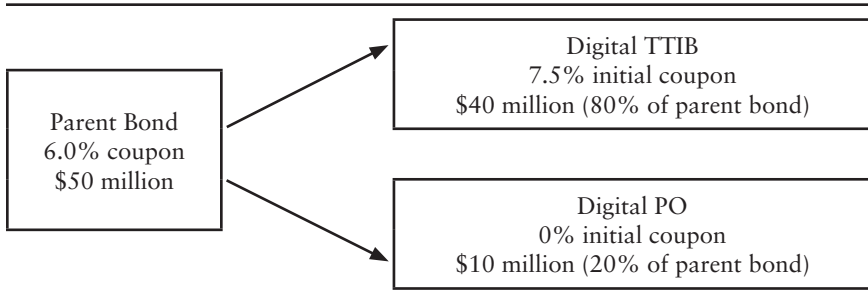 Parent Bond
6.0% coupon
$50 million
Digital TTIB
7.5% initial coupon
$40 million (80% of parent bond)
Digital PO
0% initial coupon
$10 million (20% of parent bond)